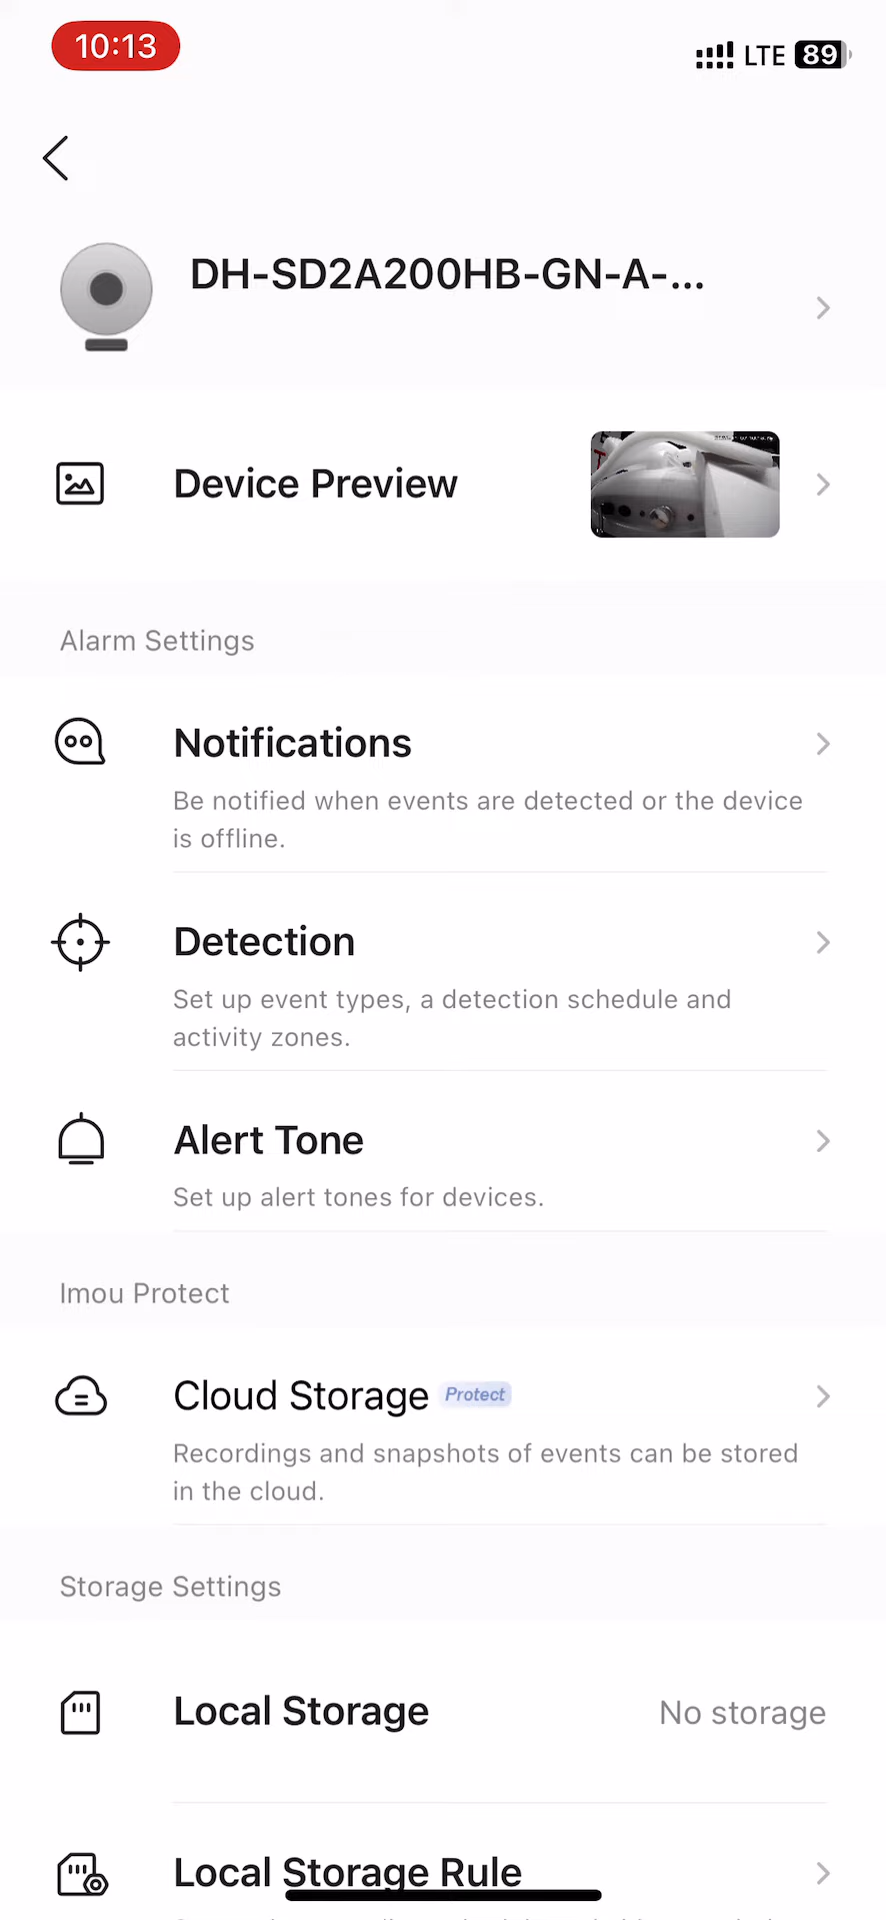 10:13
LTE 89
DH-SD2A200HB-GN-A-...
Device Preview
Alarm Settings
Notifications
Be notified when events are detected or the device
is offline.
Detection
Set up event types, a detection schedule and
activity zones.
Alert Tone
Set up alert tones for devices.
Imou Protect
Cloud Storage Protect
Recordings and snapshots of events can be stored
in the cloud.
Storage Settings
Local Storage No storage
Local Storage Rule